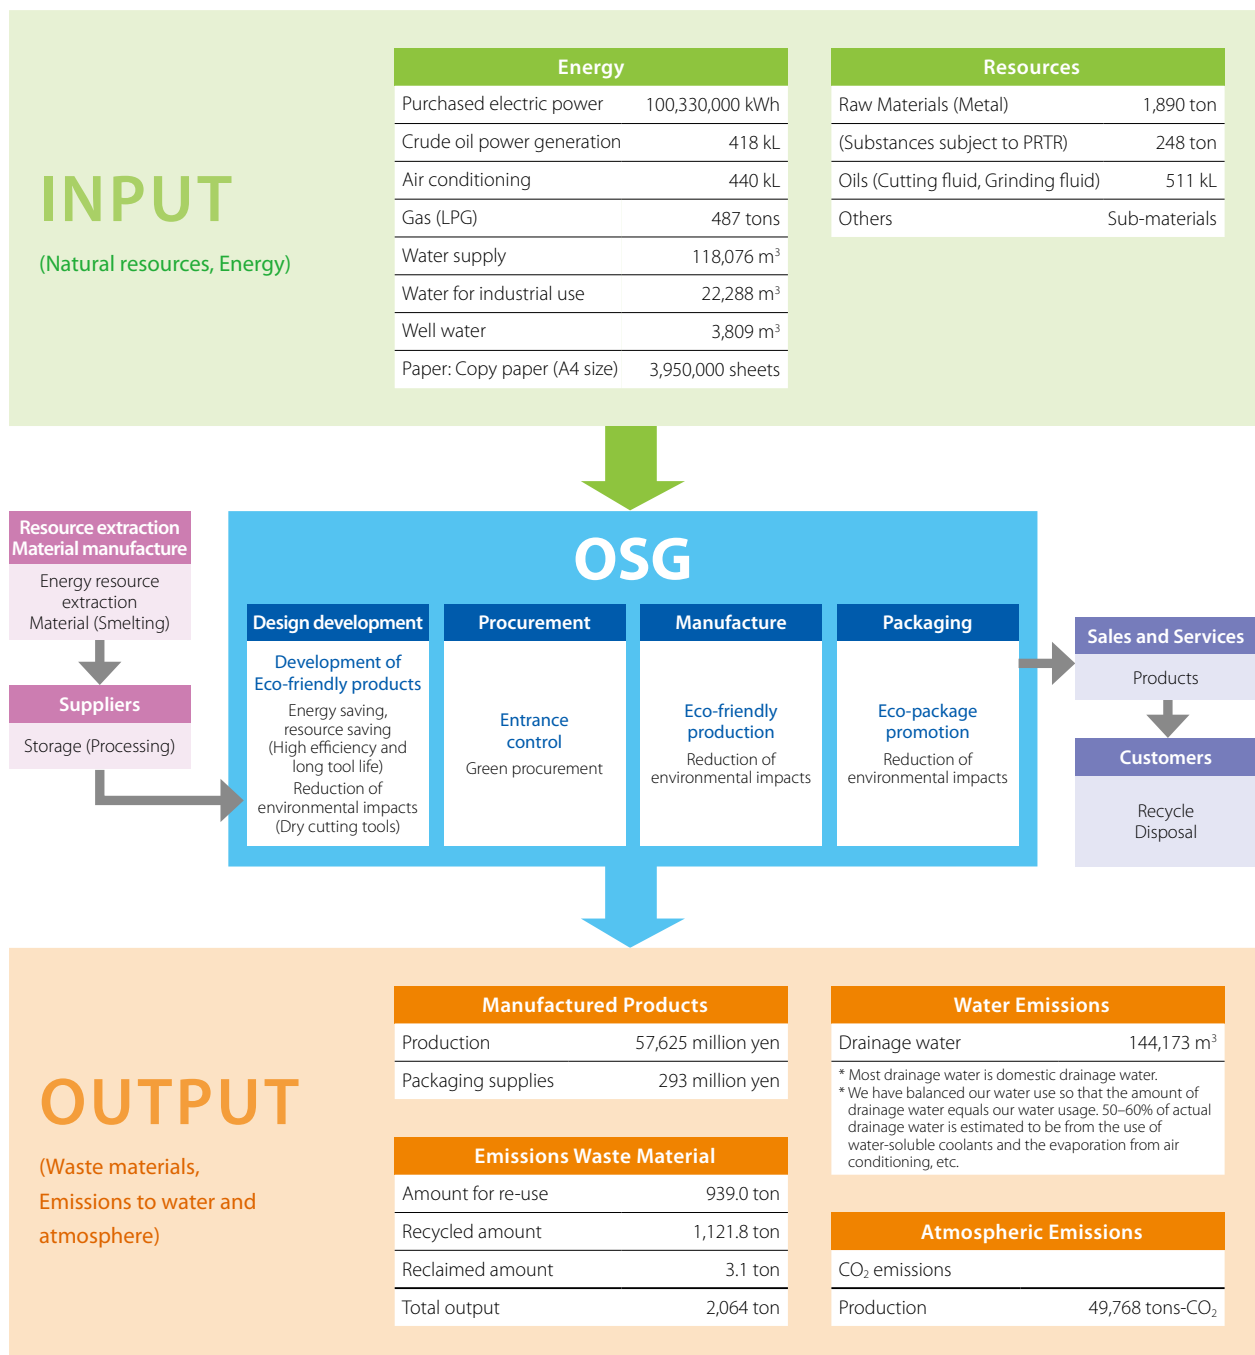 INPUT
(Natural resources, Energy)
Energy
Purchased electric power 100,330,000 kWh
Crude oil power generation 418 kL
Air conditioning 440 kL
Gas (LPG) 487 tons
Water supply 118,076 m³
Water for industrial use 22,288 m³
Well water 3,809 m³
Paper: Copy paper (A4 size) 3,950,000 sheets
Resources
Raw Materials (Metal) 1,890 ton
(Substances subject to PRTR) 248 ton
Oils (Cutting fluid, Grinding fluid) 511 kL
Others Sub-materials
Resource extraction
Material manufacture
Energy resource
extraction
Material (Smelting)
Suppliers
Storage (Processing)
OSG
Design development
Development of
Eco-friendly products
Energy saving,
resource saving
(High efficiency and
long tool life)
Reduction of
environmental impacts
(Dry cutting tools)
Procurement
Entrance
control
Green procurement
Manufacture
Eco-friendly
production
Reduction of
environmental impacts
Packaging
Eco-package
promotion
Reduction of
environmental impacts
Sales and Services
Products
Customers
Recycle
Disposal
OUTPUT
(Waste materials,
Emissions to water and
atmosphere)
Manufactured Products
Production 57,625 million yen
Packaging supplies 293 million yen
Emissions Waste Material
Amount for re-use 939.0 ton
Recycled amount 1,121.8 ton
Reclaimed amount 3.1 ton
Total output 2,064 ton
Water Emissions
Drainage water 144,173 m³
* Most drainage water is domestic drainage water.
* We have balanced our water use so that the amount of
drainage water equals our water usage. 50–60% of actual
drainage water is estimated to be from the use of
water-soluble coolants and the evaporation from air
conditioning, etc.
Atmospheric Emissions
CO₂ emissions
Production 49,768 tons-CO₂